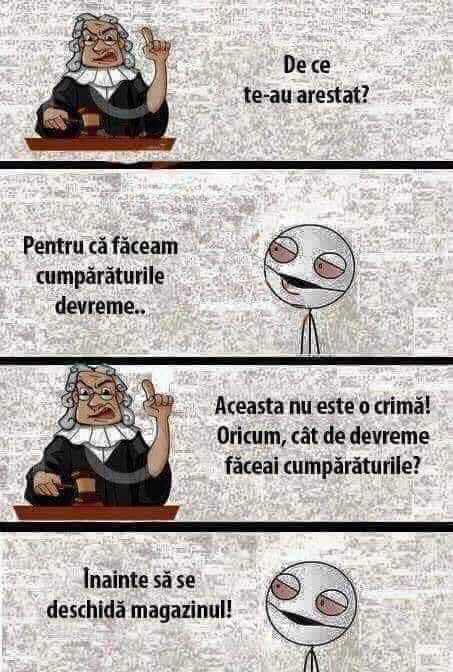 De ce
te-au arestat?
Pentru că făceam
cumpărăturile
devreme..
Aceasta nu este o crimă!
Oricum, cât de devreme
făceai cumpărăturile?
Înainte să se
deschidă magazinul!